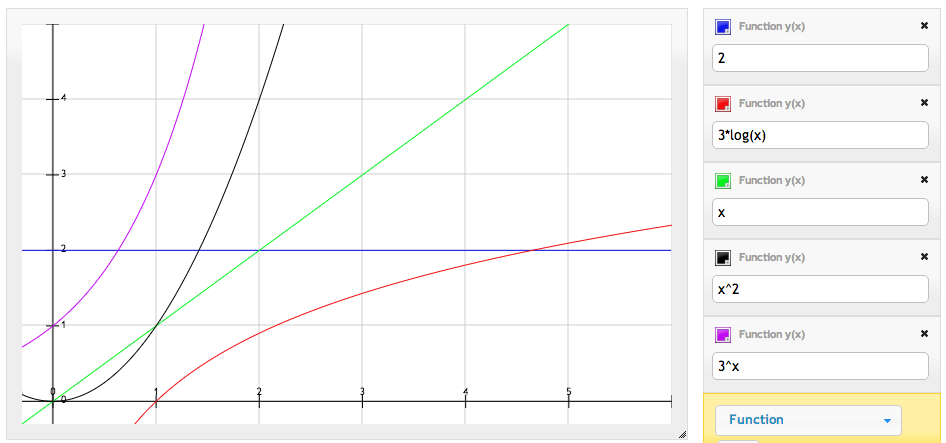 4
3
2
1
0
0 1 2 3 4 5
Function y(x)
2
Function y(x)
3*log(x)
Function y(x)
x
Function y(x)
x^2
Function y(x)
3^x
Function